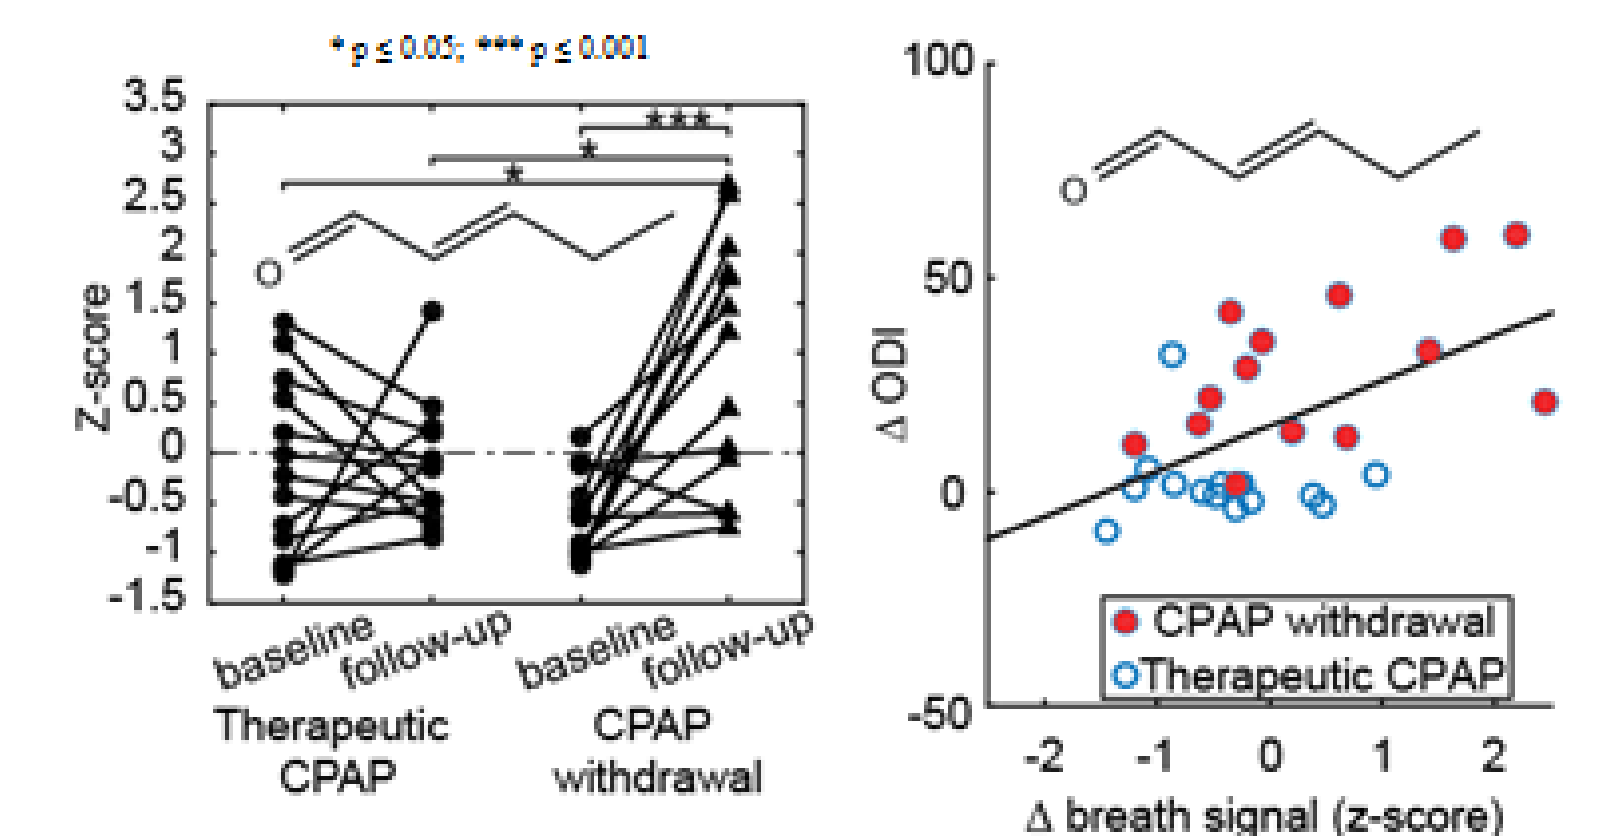 * p ≤ 0.05; *** p ≤ 0.001
3.5
3
2.5
2
1.5
1
0.5
0
-0.5
-1
-1.5
Z-score
***
*
*
O
baseline
follow-up
baseline
follow-up
Therapeutic
CPAP
CPAP
withdrawal
100
50
0
-50
Δ ODI
O
CPAP withdrawal
Therapeutic CPAP
-2 -1 0 1 2
Δ breath signal (z-score)